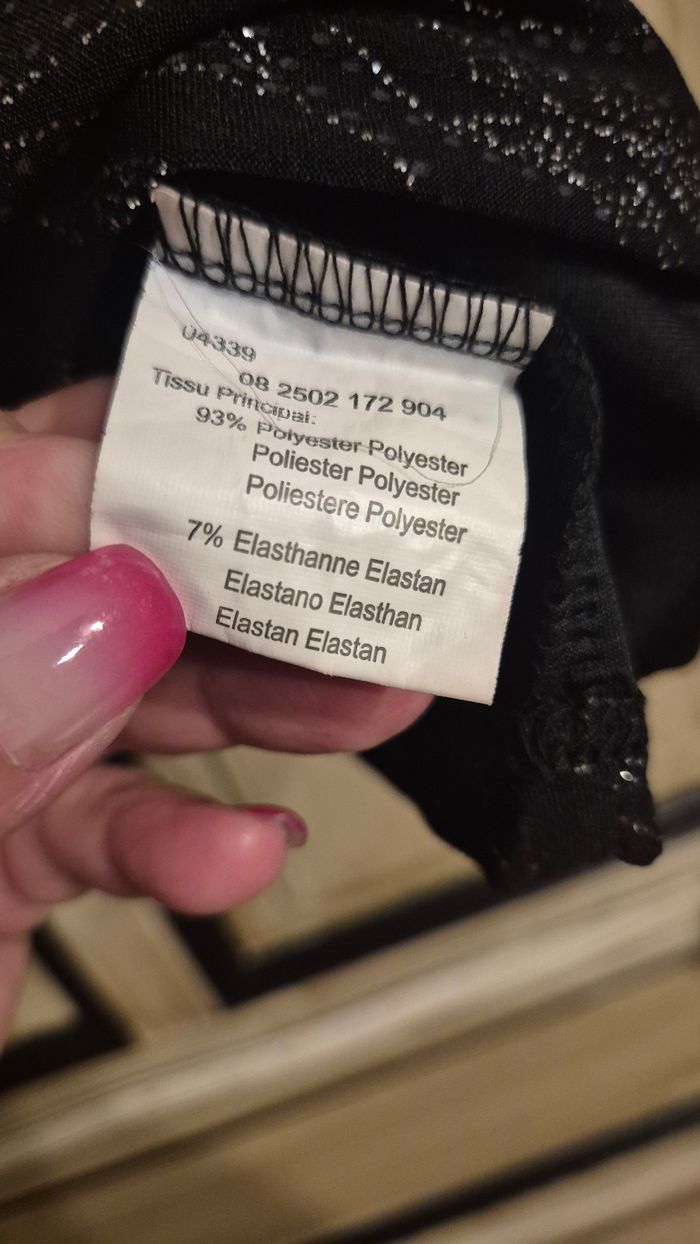 04339
08 2502 172 904
Tissu Principal:
93% Polyester Polyester
Poliester Polyester
Poliestere Polyester
7% Elasthanne Elastan
Elastano Elasthan
Elastan Elastan